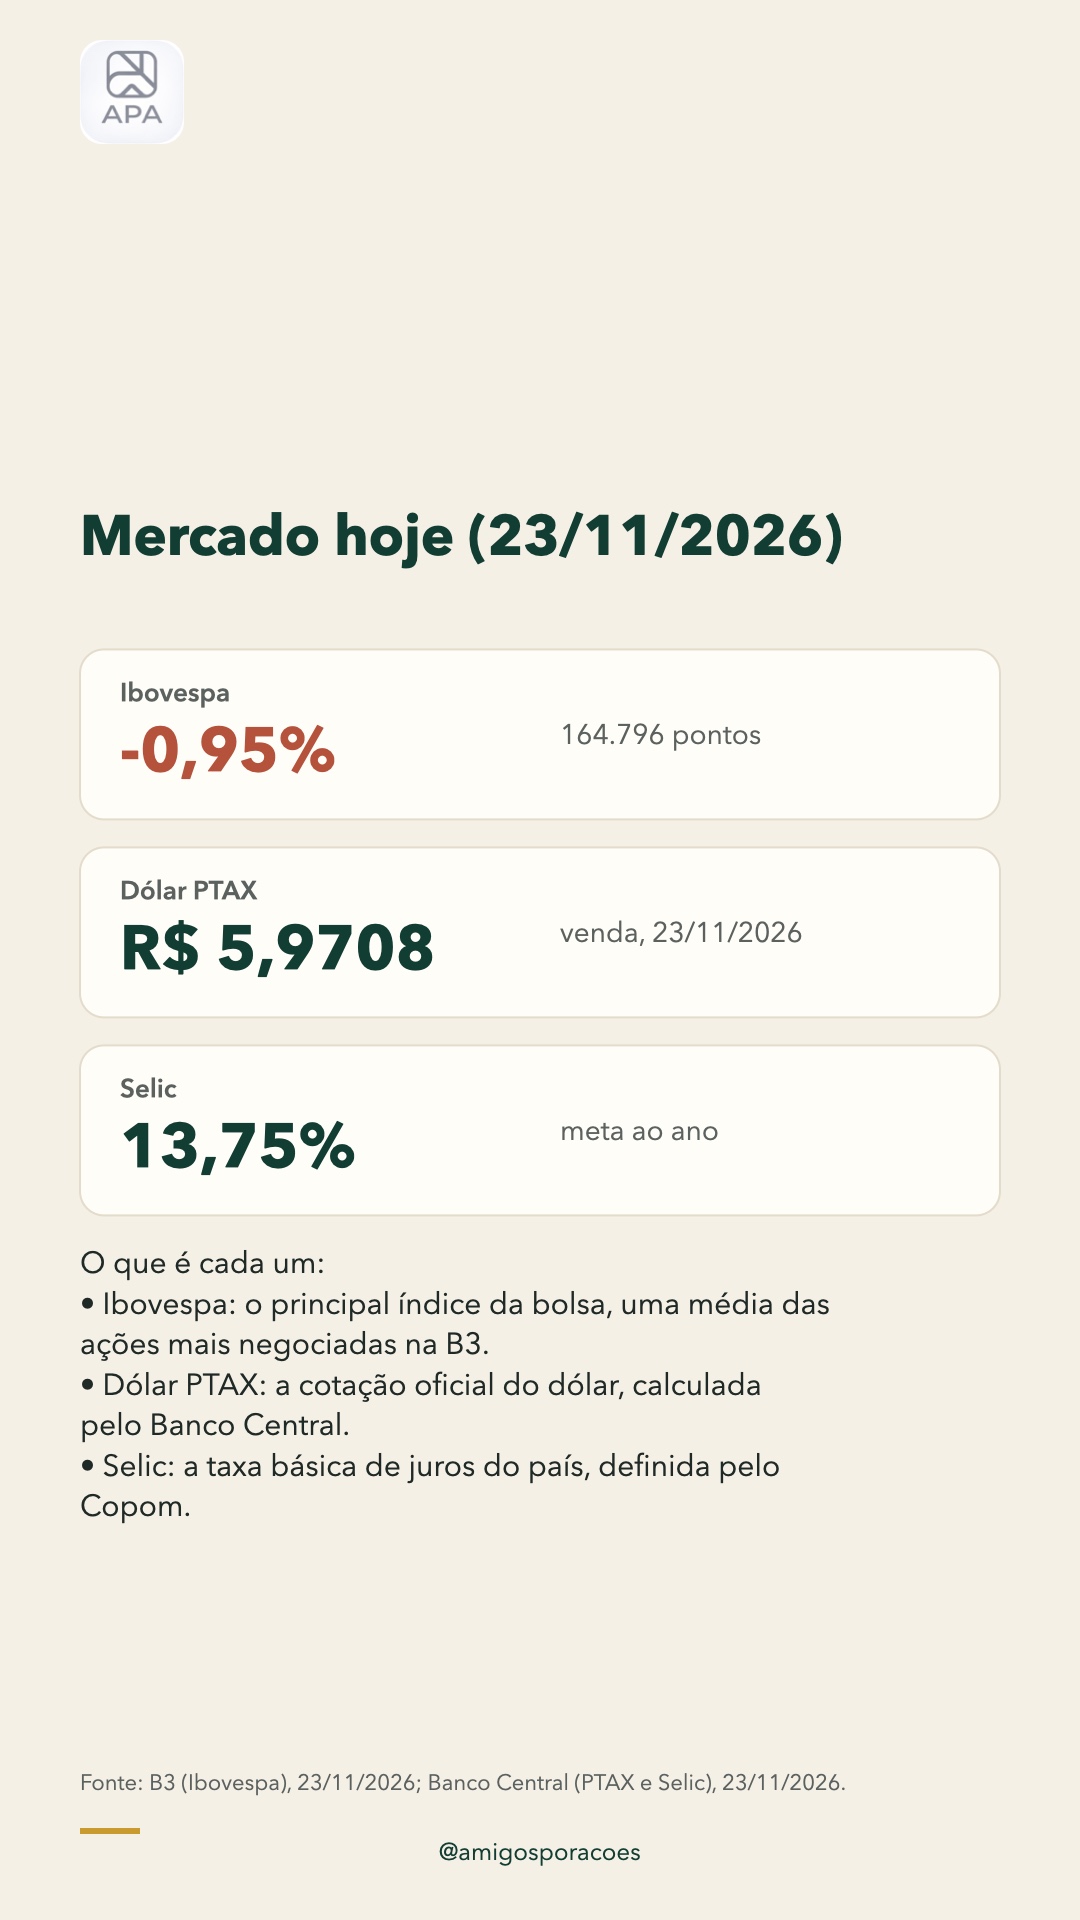 APA
Mercado hoje (23/11/2026)
Ibovespa
-0,95%
164.796 pontos
Dólar PTAX
R$ 5,9708
venda, 23/11/2026
Selic
13,75%
meta ao ano
O que é cada um:
• Ibovespa: o principal índice da bolsa, uma média das
ações mais negociadas na B3.
• Dólar PTAX: a cotação oficial do dólar, calculada
pelo Banco Central.
• Selic: a taxa básica de juros do país, definida pelo
Copom.
Fonte: B3 (Ibovespa), 23/11/2026; Banco Central (PTAX e Selic), 23/11/2026.
@amigosporacoes